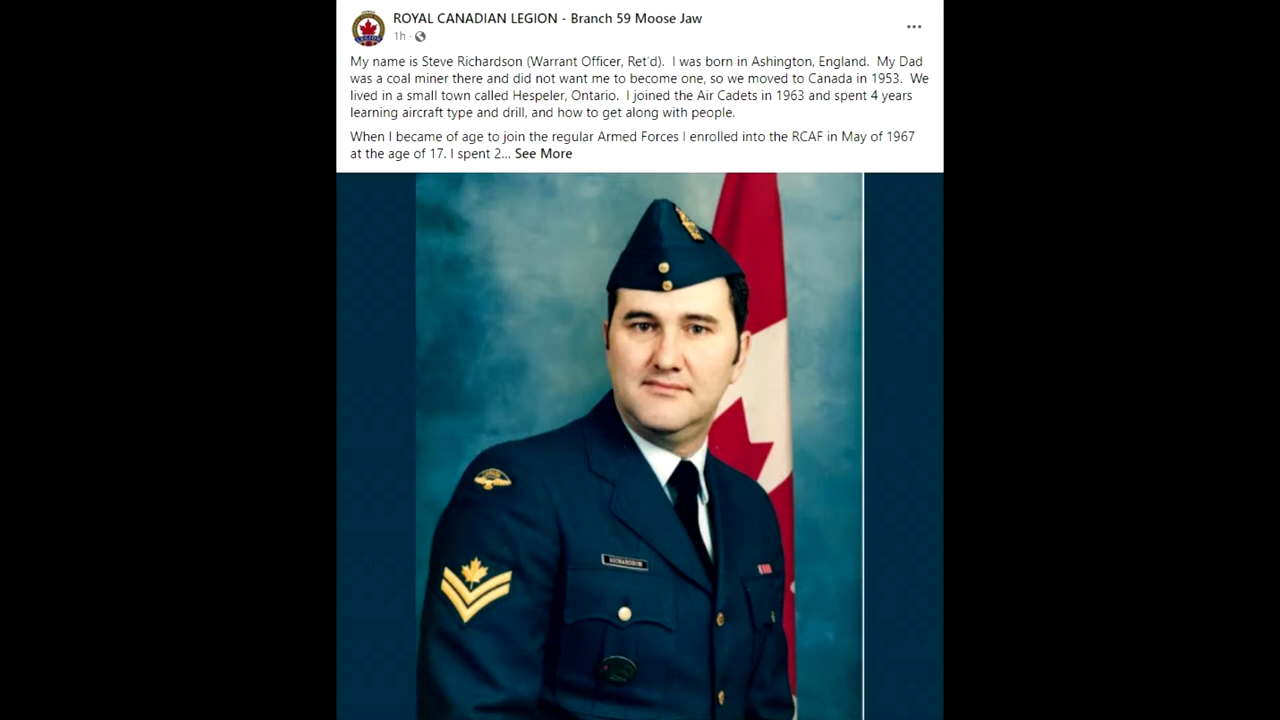 ROYAL CANADIAN LEGION - Branch 59 Moose Jaw
1h ·
My name is Steve Richardson (Warrant Officer, Ret'd). I was born in Ashington, England. My Dad
was a coal miner there and did not want me to become one, so we moved to Canada in 1953. We
lived in a small town called Hespeler, Ontario. I joined the Air Cadets in 1963 and spent 4 years
learning aircraft type and drill, and how to get along with people.
When I became of age to join the regular Armed Forces I enrolled into the RCAF in May of 1967
at the age of 17. I spent 2... See More
RICHARDSON